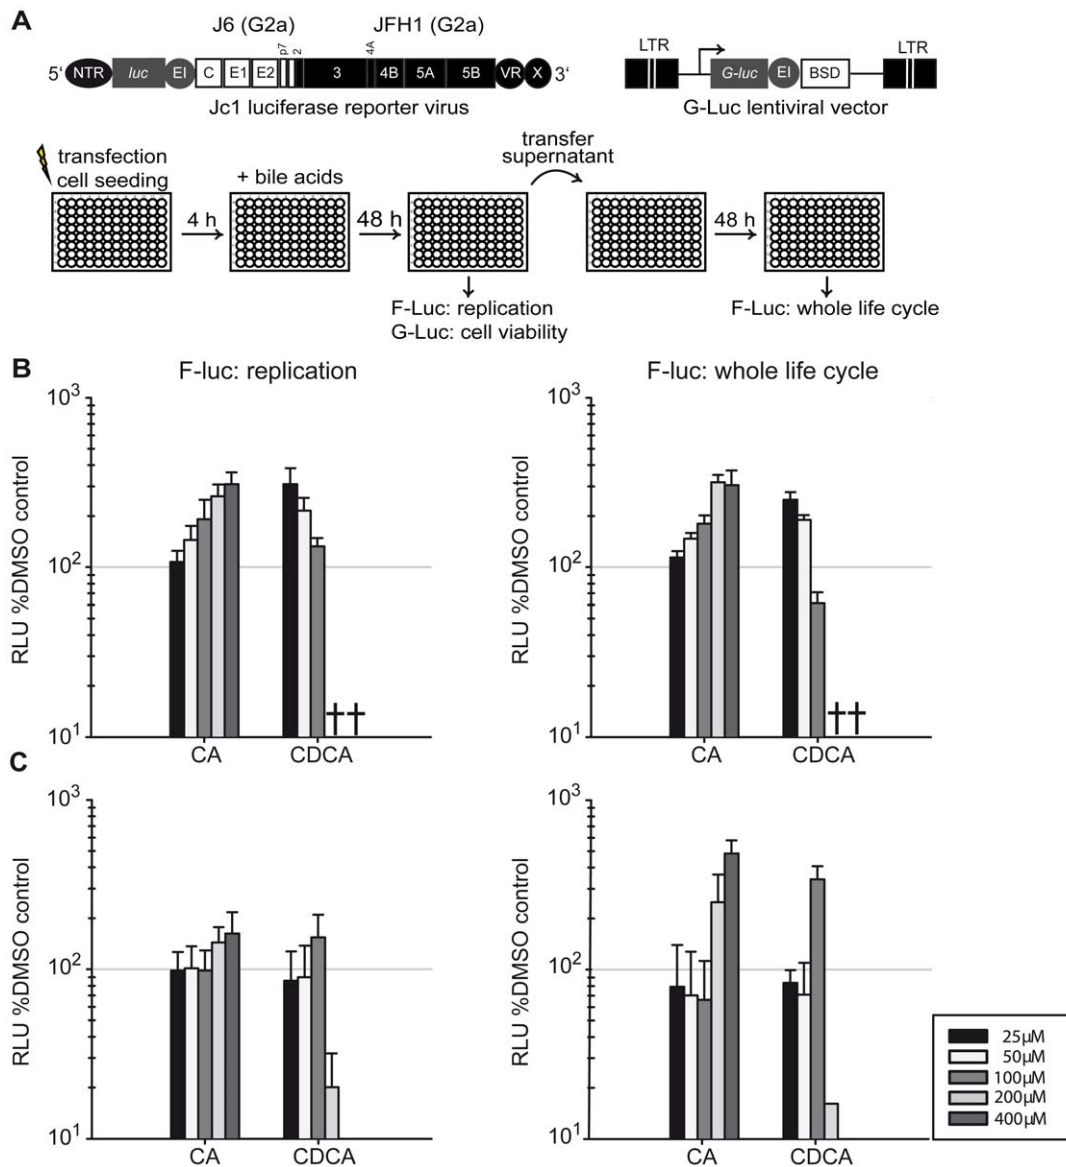 A
J6 (G2a) JFH1 (G2a)
p7 2 4A
5‘ NTR luc EI C E1 E2 3 4B 5A 5B VR X 3‘
Jc1 luciferase reporter virus
LTR LTR
G-luc EI BSD
G-Luc lentiviral vector
transfection
cell seeding
4 h
+ bile acids
48 h
transfer
supernatant
48 h
F-Luc: replication
G-Luc: cell viability
F-Luc: whole life cycle
B
F-luc: replication
RLU %DMSO control
10³
10²
10¹
CA CDCA
††
F-luc: whole life cycle
RLU %DMSO control
10³
10²
10¹
CA CDCA
††
C
RLU %DMSO control
10³
10²
10¹
CA CDCA
RLU %DMSO control
10³
10²
10¹
CA CDCA
25µM
50µM
100µM
200µM
400µM